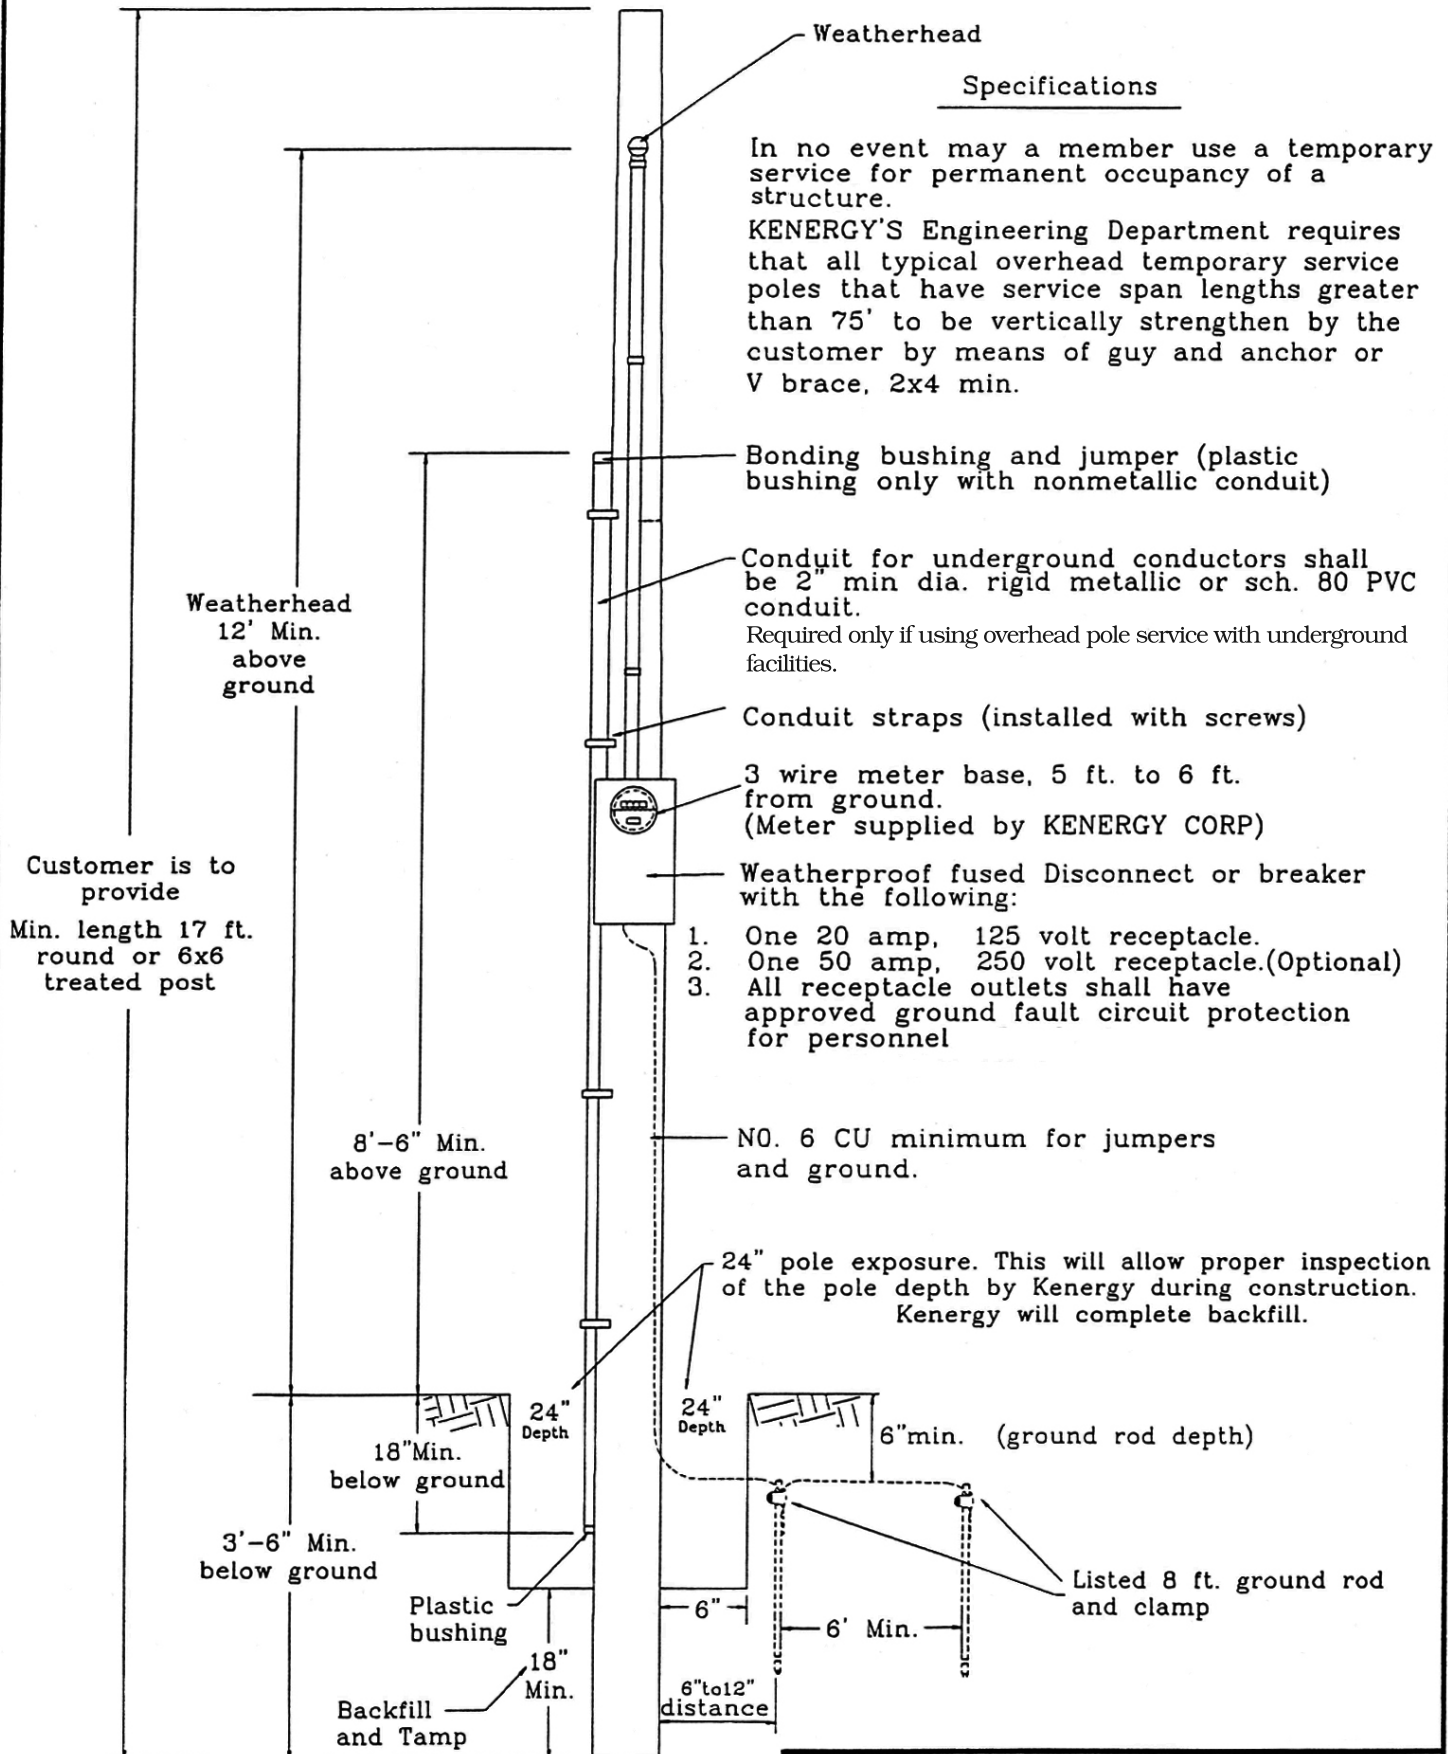 Weatherhead
Specifications
In no event may a member use a temporary
service for permanent occupancy of a
structure.
KENERGY'S Engineering Department requires
that all typical overhead temporary service
poles that have service span lengths greater
than 75' to be vertically strengthen by the
customer by means of guy and anchor or
V brace, 2x4 min.
Bonding bushing and jumper (plastic
bushing only with nonmetallic conduit)
Conduit for underground conductors shall
be 2" min dia. rigid metallic or sch. 80 PVC
conduit.
Required only if using overhead pole service with underground
facilities.
Weatherhead
12' Min.
above
ground
Conduit straps (installed with screws)
3 wire meter base, 5 ft. to 6 ft.
from ground.
(Meter supplied by KENERGY CORP)
Customer is to
provide
Min. length 17 ft.
round or 6x6
treated post
Weatherproof fused Disconnect or breaker
with the following:
1. One 20 amp, 125 volt receptacle.
2. One 50 amp, 250 volt receptacle.(Optional)
3. All receptacle outlets shall have
approved ground fault circuit protection
for personnel
8'-6" Min.
above ground
NO. 6 CU minimum for jumpers
and ground.
24" pole exposure. This will allow proper inspection
of the pole depth by Kenergy during construction.
Kenergy will complete backfill.
24"
Depth
24"
Depth
6"min. (ground rod depth)
18"Min.
below ground
3'-6" Min.
below ground
Plastic
bushing
6"
6' Min.
Listed 8 ft. ground rod
and clamp
18"
Min.
6"to12"
distance
Backfill
and Tamp